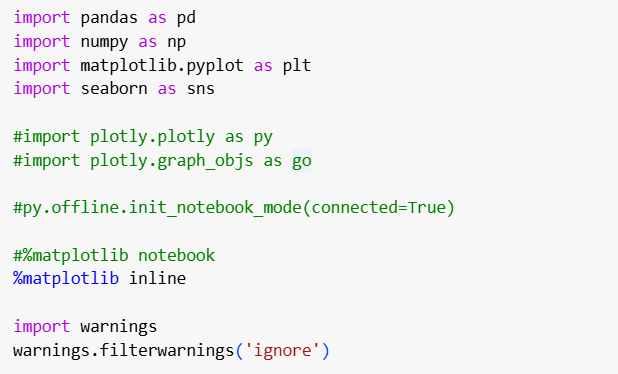 import pandas as pd
import numpy as np
import matplotlib.pyplot as plt
import seaborn as sns
#import plotly.plotly as py
#import plotly.graph_objs as go
#py.offline.init_notebook_mode(connected=True)
#%matplotlib notebook
%matplotlib inline
import warnings
warnings.filterwarnings('ignore')